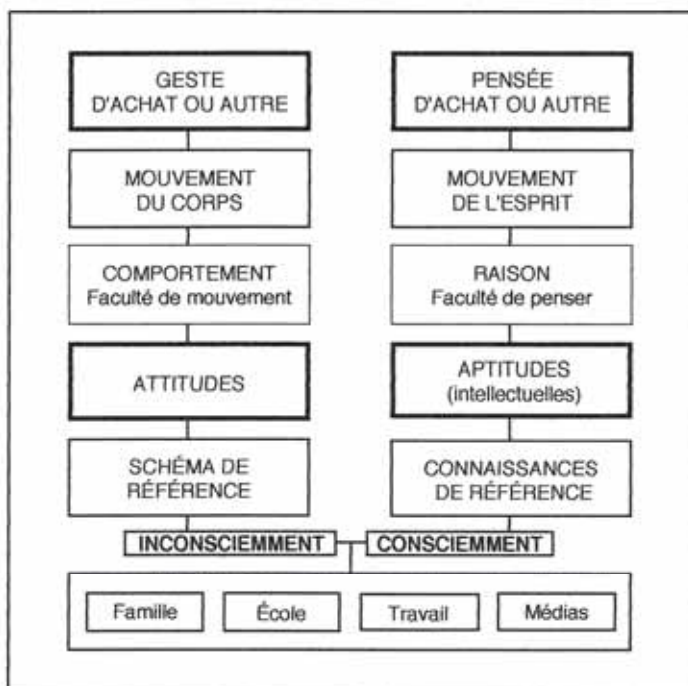 GESTE
D'ACHAT OU AUTRE
PENSÉE
D'ACHAT OU AUTRE
MOUVEMENT
DU CORPS
MOUVEMENT
DE L'ESPRIT
COMPORTEMENT
Faculté de mouvement
RAISON
Faculté de penser
ATTITUDES
APTITUDES
(intellectuelles)
SCHÉMA DE
RÉFÉRENCE
CONNAISSANCES
DE RÉFÉRENCE
INCONSCIEMMENT
CONSCIEMMENT
Famille
École
Travail
Médias